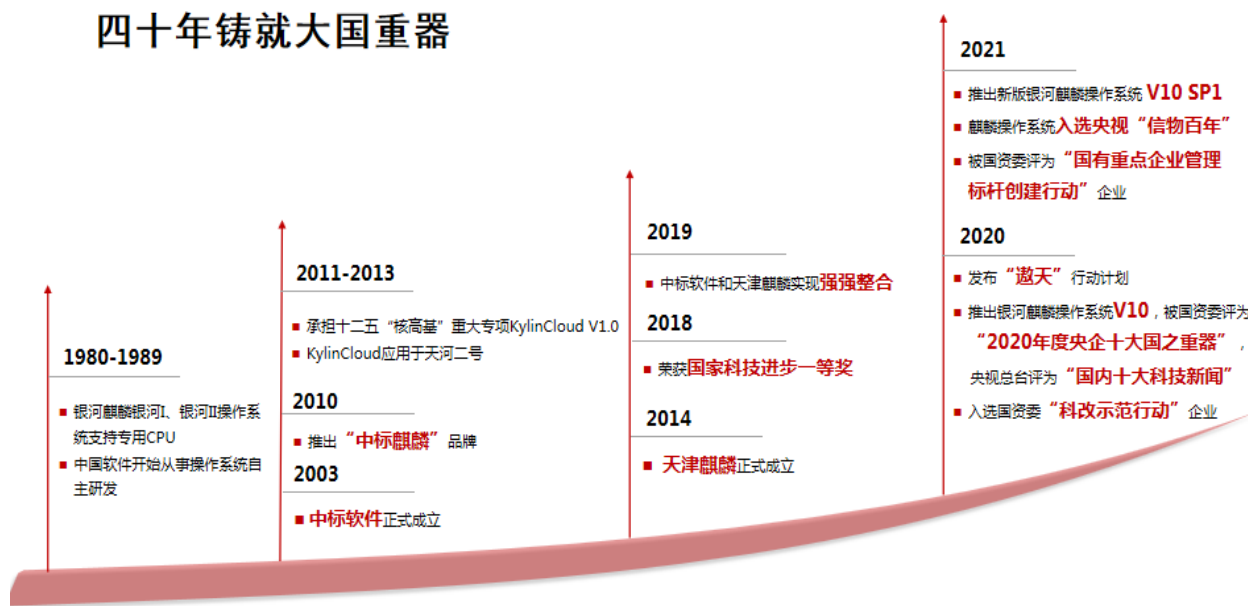 四十年铸就大国重器
1980-1989
■ 银河麒麟银河I、银河II操作系
统支持专用CPU
■ 中国软件开始从事操作系统自
主研发
2011-2013
■ 承担十二五“核高基”重大专项KylinCloud V1.0
■ KylinCloud应用于天河二号
2010
■ 推出“中标麒麟”品牌
2003
■ 中标软件正式成立
2019
■ 中标软件和天津麒麟实现强强整合
2018
■ 荣获国家科技进步一等奖
2014
■ 天津麒麟正式成立
2021
■ 推出新版银河麒麟操作系统 V10 SP1
■ 麒麟操作系统入选央视“信物百年”
■ 被国资委评为“国有重点企业管理
标杆创建行动”企业
2020
■ 发布“遨天”行动计划
■ 推出银河麒麟操作系统V10，被国资委评为
“2020年度央企十大国之重器”，
央视总台评为“国内十大科技新闻”
■ 入选国资委“科改示范行动”企业